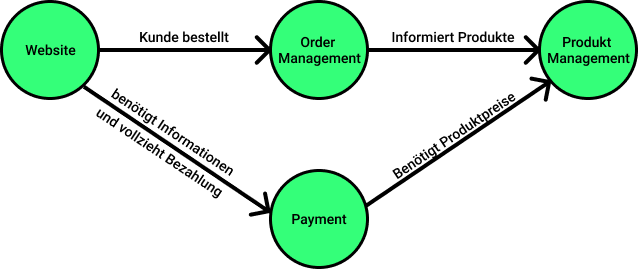 Website
Kunde bestellt
Order
Management
Informiert Produkte
Produkt
Management
benötigt Informationen
und vollzieht Bezahlung
Benötigt Produktpreise
Payment